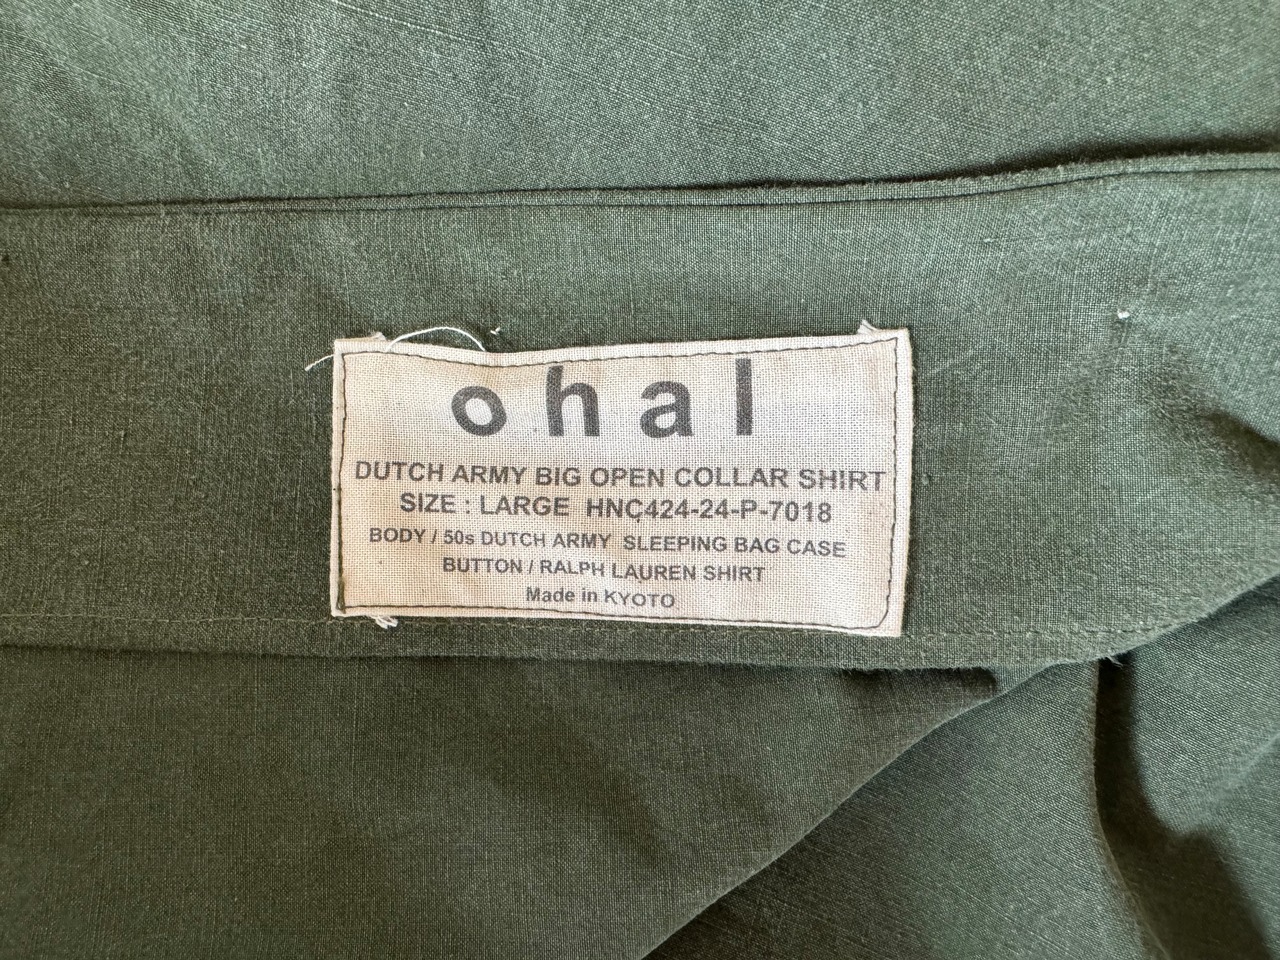 ohal
DUTCH ARMY BIG OPEN COLLAR SHIRT
SIZE : LARGE HNC424-24-P-7018
BODY / 50s DUTCH ARMY SLEEPING BAG CASE
BUTTON / RALPH LAUREN SHIRT
Made in KYOTO